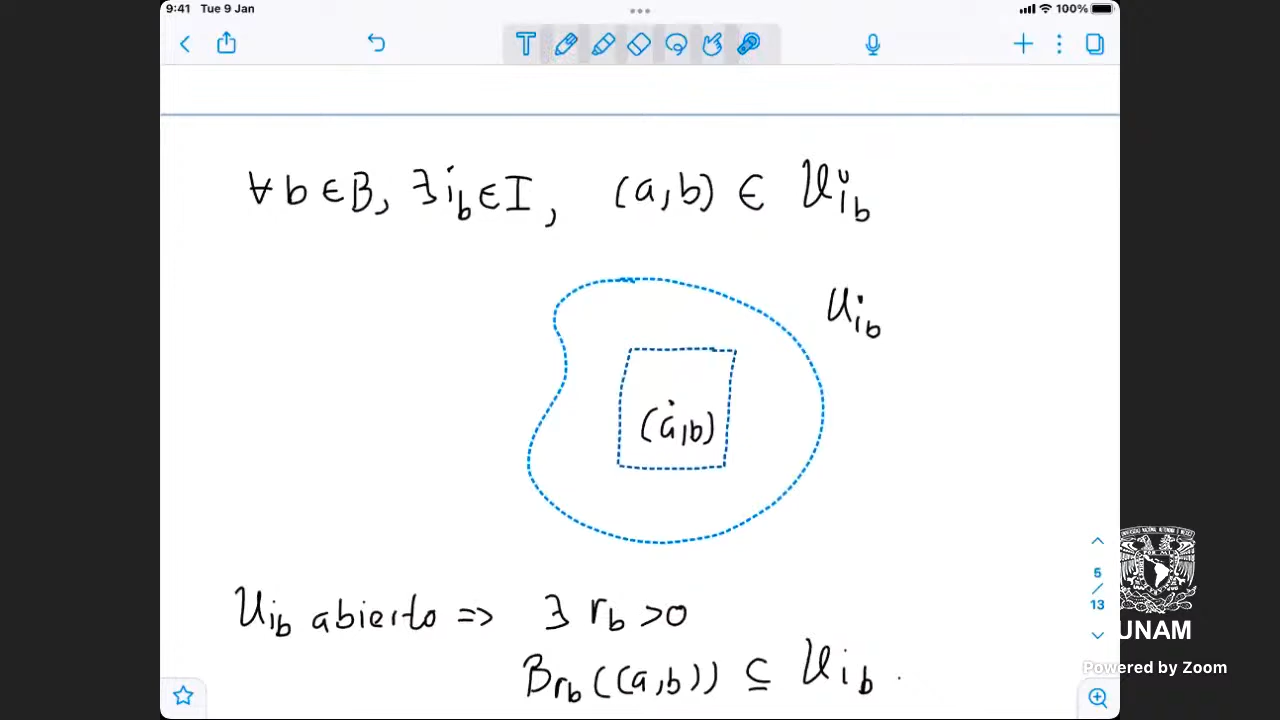 9:41 Tue 9 Jan 100%
∀ b ∈ B, ∃ i_b ∈ I, (a,b) ∈ U_{i_b}
U_{i_b}
(a,b)
U_{i_b} abierto => ∃ r_b >0
B_{r_b}((a,b)) ⊆ U_{i_b}.
5
/
13
UNAM
Powered by Zoom